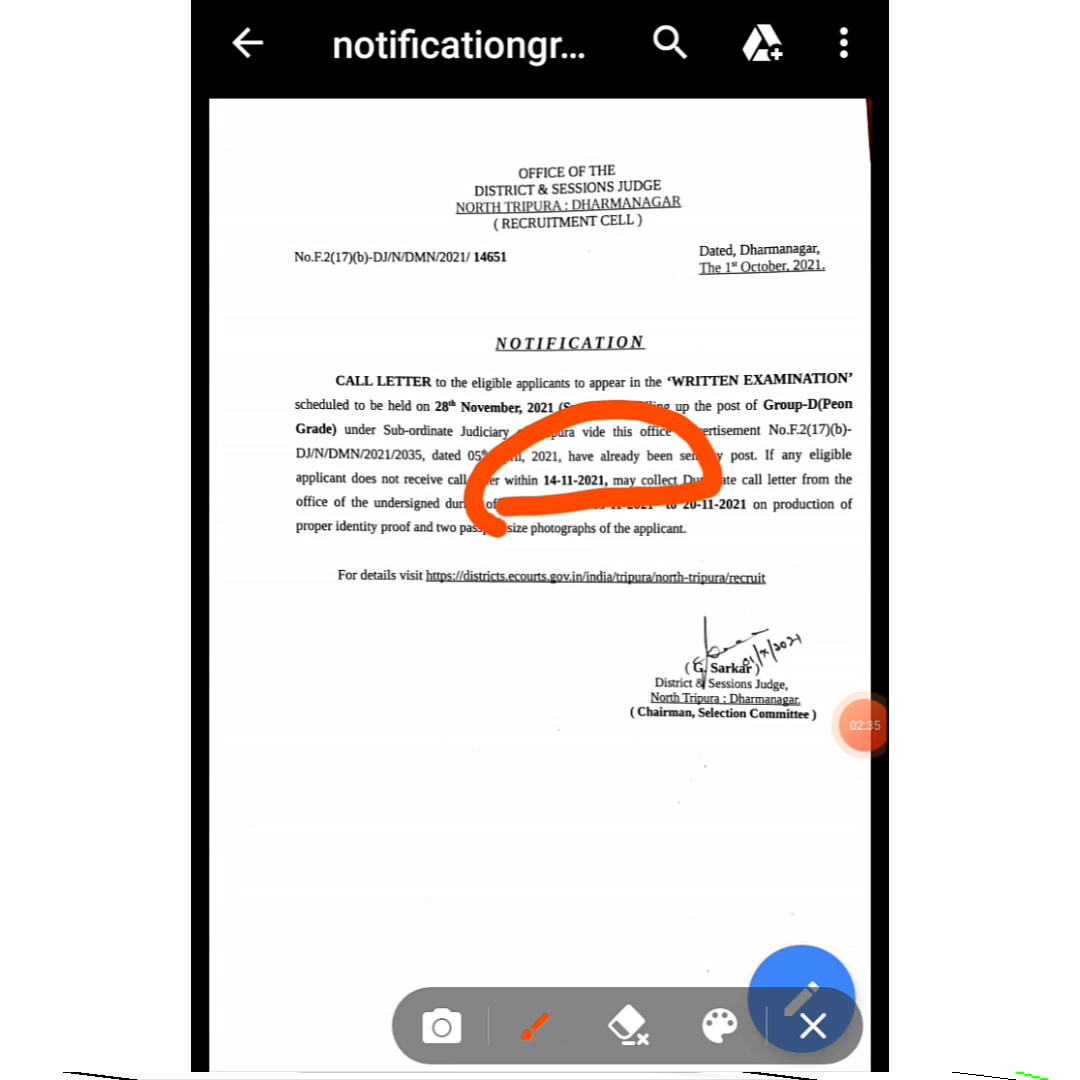 notificationgr...
OFFICE OF THE
DISTRICT & SESSIONS JUDGE
NORTH TRIPURA : DHARMANAGAR
( RECRUITMENT CELL )
No.F.2(17)(b)-DJ/N/DMN/2021/ 14651
Dated, Dharmanagar,
The 1st October, 2021.
NOTIFICATION
CALL LETTER to the eligible applicants to appear in the ‘WRITTEN EXAMINATION’
scheduled to be held on 28th November, 2021 up the post of Group-D(Peon
Grade) under Sub-ordinate Judiciary vide this office No.F.2(17)(b)-
DJ/N/DMN/2021/2035, dated 2021, have already been post. If any eligible
applicant does not receive call within 14-11-2021, may collect call letter from the
office of the undersigned 20-11-2021 on production of
proper identity proof and two size photographs of the applicant.
For details visit https://districts.ecourts.gov.in/india/tripura/north-tripura/recruit
01/X/2021
( G. Sarkar )
District & Sessions Judge,
North Tripura : Dharmanagar.
( Chairman, Selection Committee )
02:35